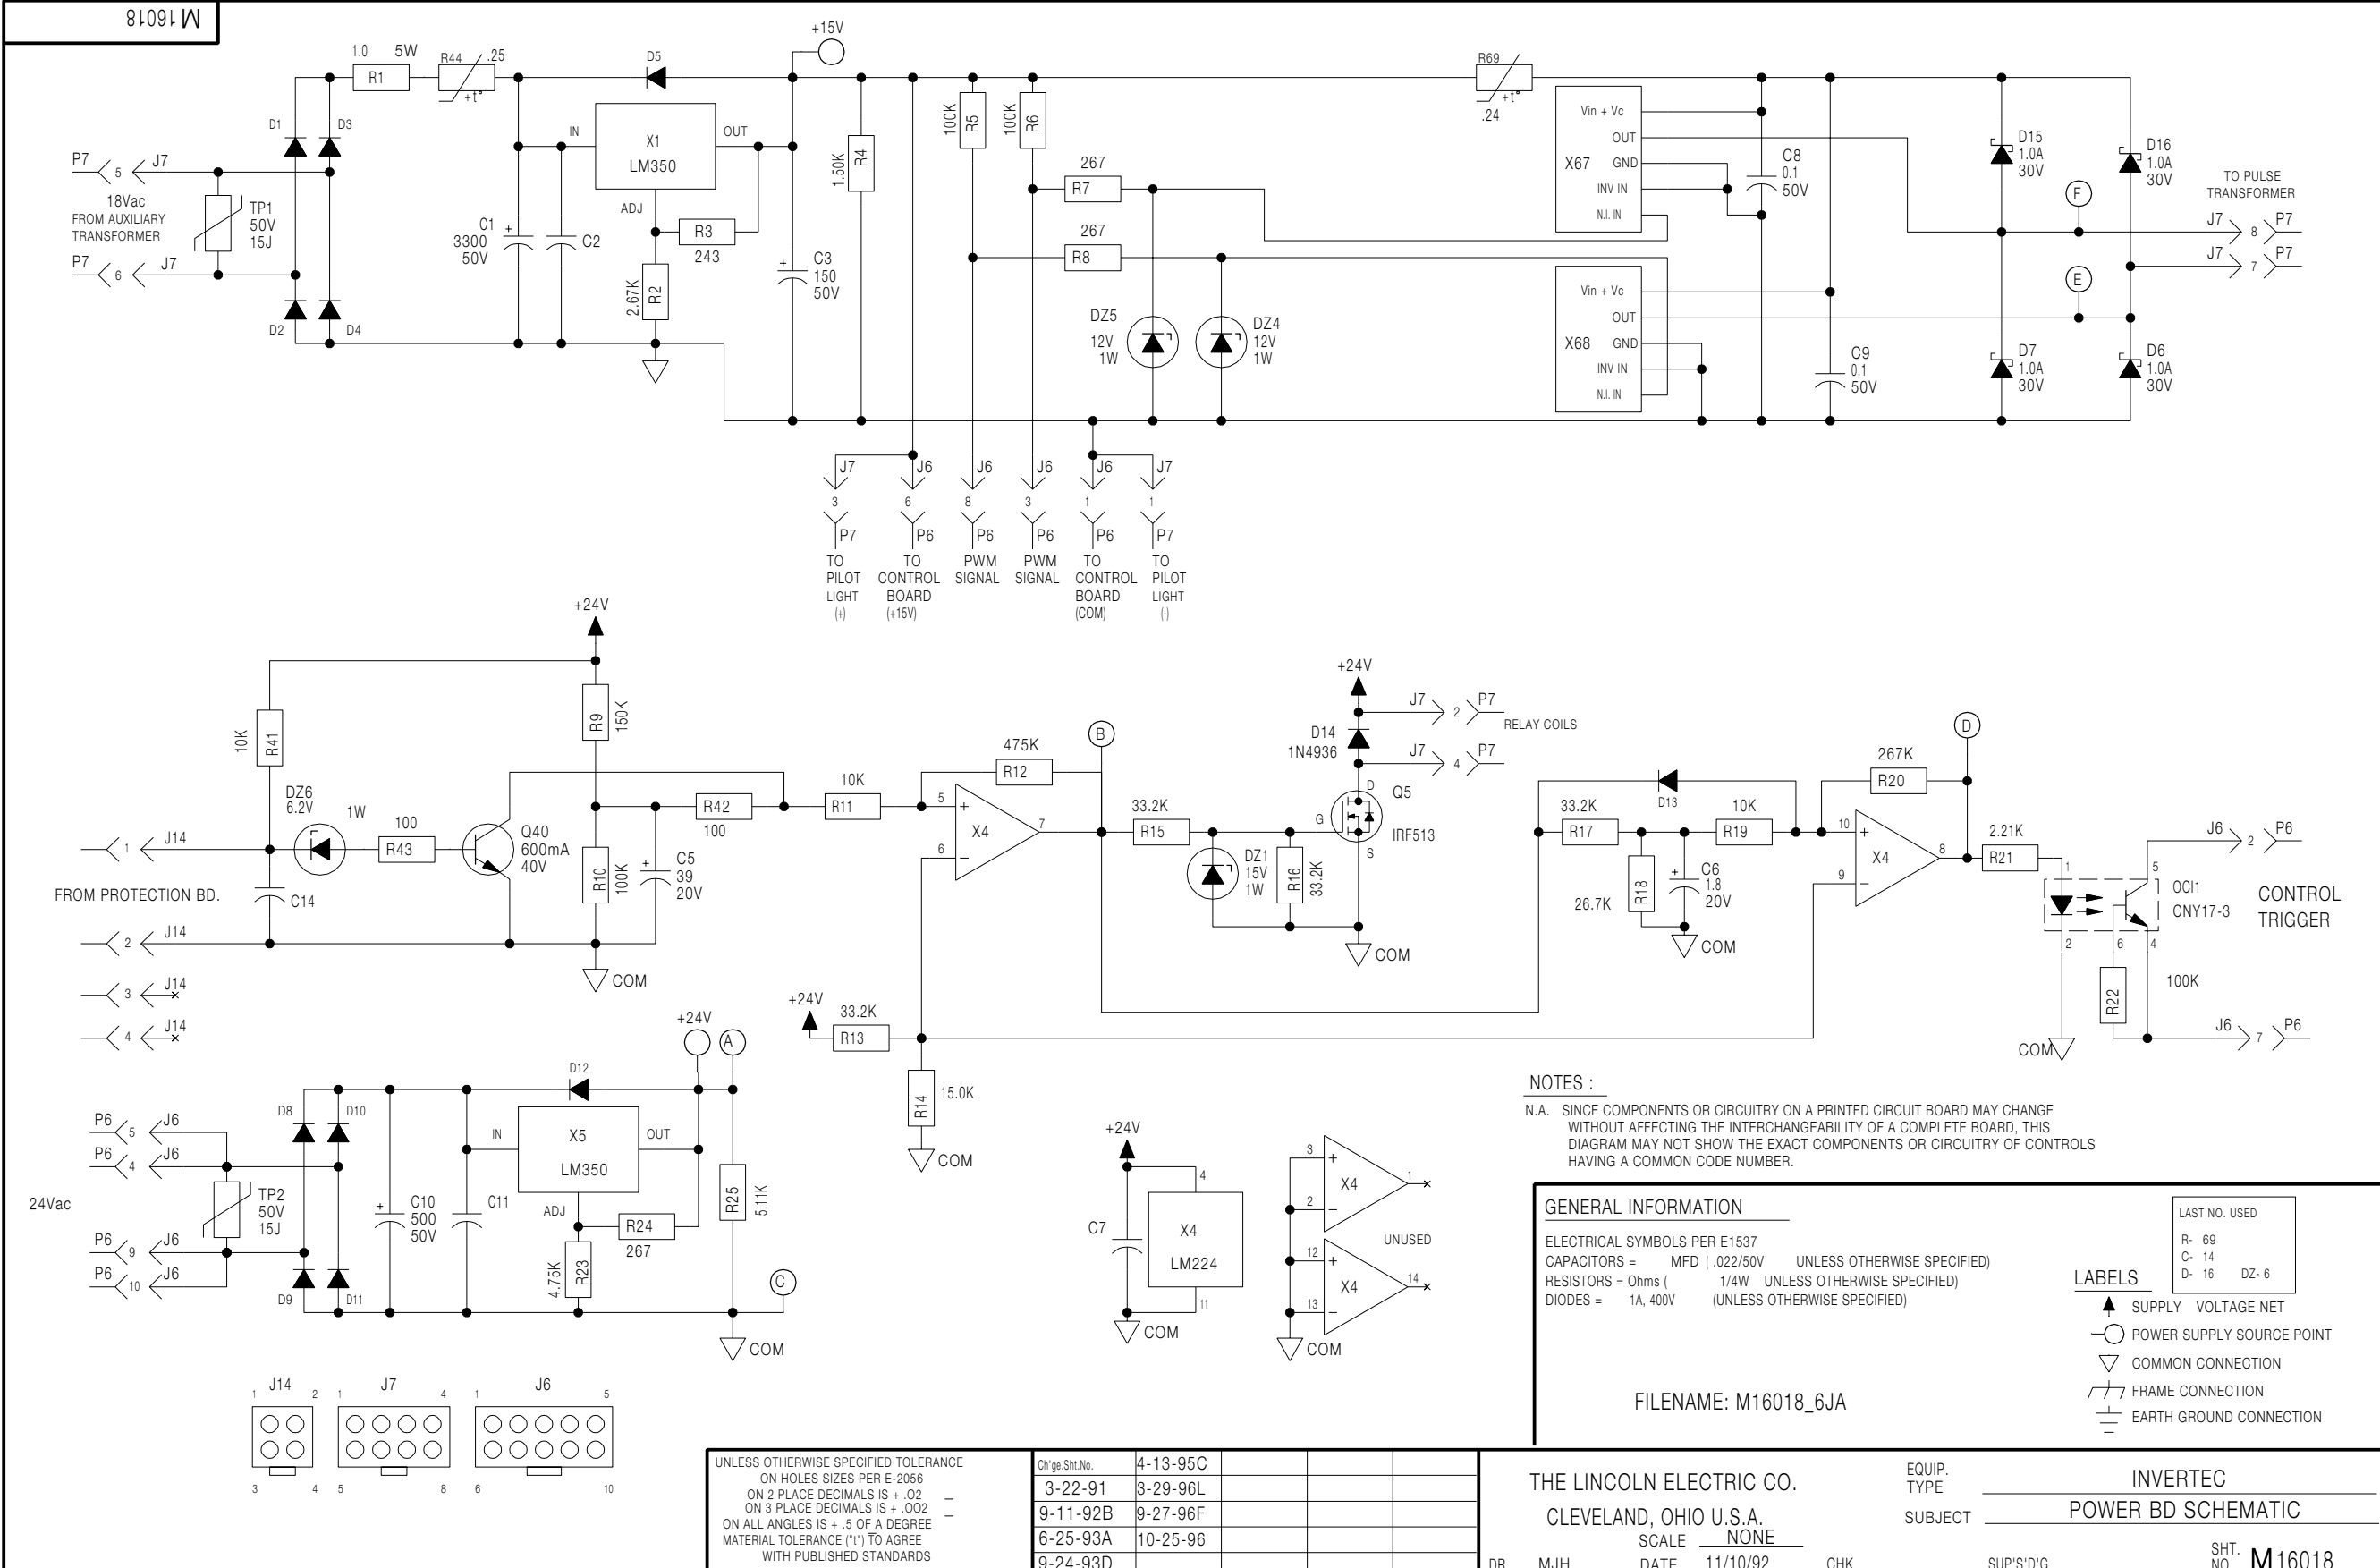 M16018
+15V
1.0 5W
R1
R44
.25
+t°
D5
D1
D3
D2
D4
P7
5
J7
18Vac
FROM AUXILIARY
TRANSFORMER
P7
6
J7
TP1
50V
15J
C1
+
3300
50V
C2
IN
X1
LM350
OUT
ADJ
R3
243
2.67K
R2
+
C3
150
50V
1.50K
R4
100K
R5
100K
R6
267
R7
267
R8
DZ5
12V
1W
DZ4
12V
1W
R69
+t°
.24
Vin + Vc
OUT
X67
GND
INV IN
N.I. IN
Vin + Vc
OUT
X68
GND
INV IN
N.I. IN
C8
0.1
50V
C9
0.1
50V
D15
1.0A
30V
D16
1.0A
30V
D7
1.0A
30V
D6
1.0A
30V
F
E
TO PULSE
TRANSFORMER
J7
8
P7
J7
7
P7
J7
J6
J6
J6
J6
J7
3
6
8
3
1
1
P7
P6
P6
P6
P6
P7
TO
PILOT
LIGHT
(+)
TO
CONTROL
BOARD
(+15V)
PWM
SIGNAL
PWM
SIGNAL
TO
CONTROL
BOARD
(COM)
TO
PILOT
LIGHT
(-)
+24V
10K
R41
R9
150K
DZ6
6.2V
1W
100
R43
Q40
600mA
40V
R10
100K
+
C5
39
20V
R42
100
10K
R11
1
J14
FROM PROTECTION BD.
C14
2
J14
3
J14
4
J14
COM
475K
R12
5
+
X4
7
6
-
B
33.2K
R15
DZ1
15V
1W
R16
33.2K
+24V
D14
1N4936
J7
2
P7
RELAY COILS
J7
4
P7
D
Q5
G
IRF513
S
COM
D13
33.2K
R17
10K
R19
26.7K
R18
+
C6
1.8
20V
COM
267K
R20
D
10
+
X4
8
9
-
2.21K
R21
1
5
OCI1
CNY17-3
2
6
4
J6
2
P6
CONTROL
TRIGGER
100K
R22
J6
7
P6
COM
+24V
33.2K
R13
R14
15.0K
COM
+24V
A
D12
D8
D10
D9
D11
P6
5
J6
P6
4
J6
24Vac
P6
9
J6
P6
10
J6
TP2
50V
15J
+
C10
500
50V
C11
IN
X5
LM350
OUT
ADJ
R24
267
4.75K
R23
R25
5.11K
C
COM
+24V
4
C7
X4
LM224
11
COM
3
+
X4
1
2
-
UNUSED
12
+
X4
14
13
-
COM
NOTES :
N.A. SINCE COMPONENTS OR CIRCUITRY ON A PRINTED CIRCUIT BOARD MAY CHANGE
WITHOUT AFFECTING THE INTERCHANGEABILITY OF A COMPLETE BOARD, THIS
DIAGRAM MAY NOT SHOW THE EXACT COMPONENTS OR CIRCUITRY OF CONTROLS
HAVING A COMMON CODE NUMBER.
GENERAL INFORMATION
ELECTRICAL SYMBOLS PER E1537
CAPACITORS = MFD ( .022/50V UNLESS OTHERWISE SPECIFIED)
RESISTORS = Ohms ( 1/4W UNLESS OTHERWISE SPECIFIED)
DIODES = 1A, 400V (UNLESS OTHERWISE SPECIFIED)
LAST NO. USED
R- 69
C- 14
D- 16 DZ- 6
LABELS
SUPPLY VOLTAGE NET
POWER SUPPLY SOURCE POINT
COMMON CONNECTION
FRAME CONNECTION
EARTH GROUND CONNECTION
FILENAME: M16018_6JA
J14
1 2
3 4
J7
1 4
5 8
J6
1 5
6 10
UNLESS OTHERWISE SPECIFIED TOLERANCE
ON HOLES SIZES PER E-2056
ON 2 PLACE DECIMALS IS + .O2
ON 3 PLACE DECIMALS IS + .OO2
ON ALL ANGLES IS + .5 OF A DEGREE
MATERIAL TOLERANCE ("t") TO AGREE
WITH PUBLISHED STANDARDS
Ch'ge.Sht.No. 4-13-95C
3-22-91 3-29-96L
9-11-92B 9-27-96F
6-25-93A 10-25-96
9-24-93D
THE LINCOLN ELECTRIC CO.
CLEVELAND, OHIO U.S.A.
SCALE NONE
DR. MJH DATE 11/10/92 CHK.
EQUIP.
TYPE INVERTEC
SUBJECT POWER BD SCHEMATIC
SUP'S'D'G.
SHT.
NO. M16018